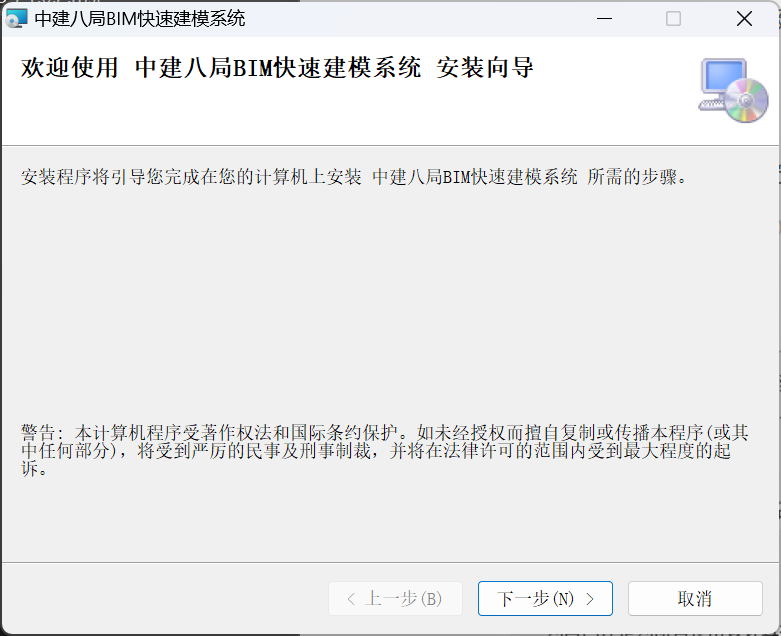 中建八局BIM快速建模系统
欢迎使用 中建八局BIM快速建模系统 安装向导
安装程序将引导您完成在您的计算机上安装 中建八局BIM快速建模系统 所需的步骤。
警告: 本计算机程序受著作权法和国际条约保护。如未经授权而擅自复制或传播本程序(或其
中任何部分)，将受到严厉的民事及刑事制裁，并将在法律许可的范围内受到最大程度的起
诉。
< 上一步(B)
下一步(N) >
取消